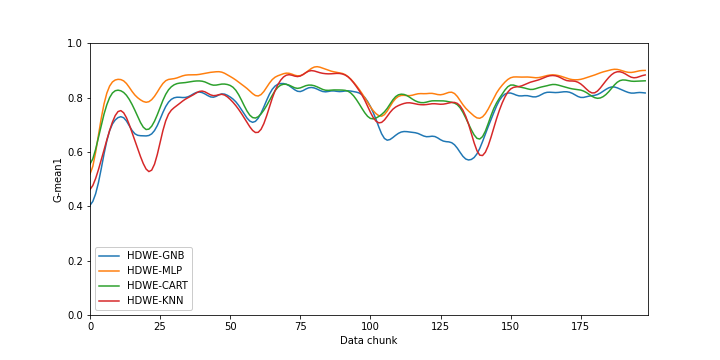 1.0
0.8
0.6
0.4
0.2
0.0
G-mean1
HDWE-GNB
HDWE-MLP
HDWE-CART
HDWE-KNN
0 25 50 75 100 125 150 175
Data chunk